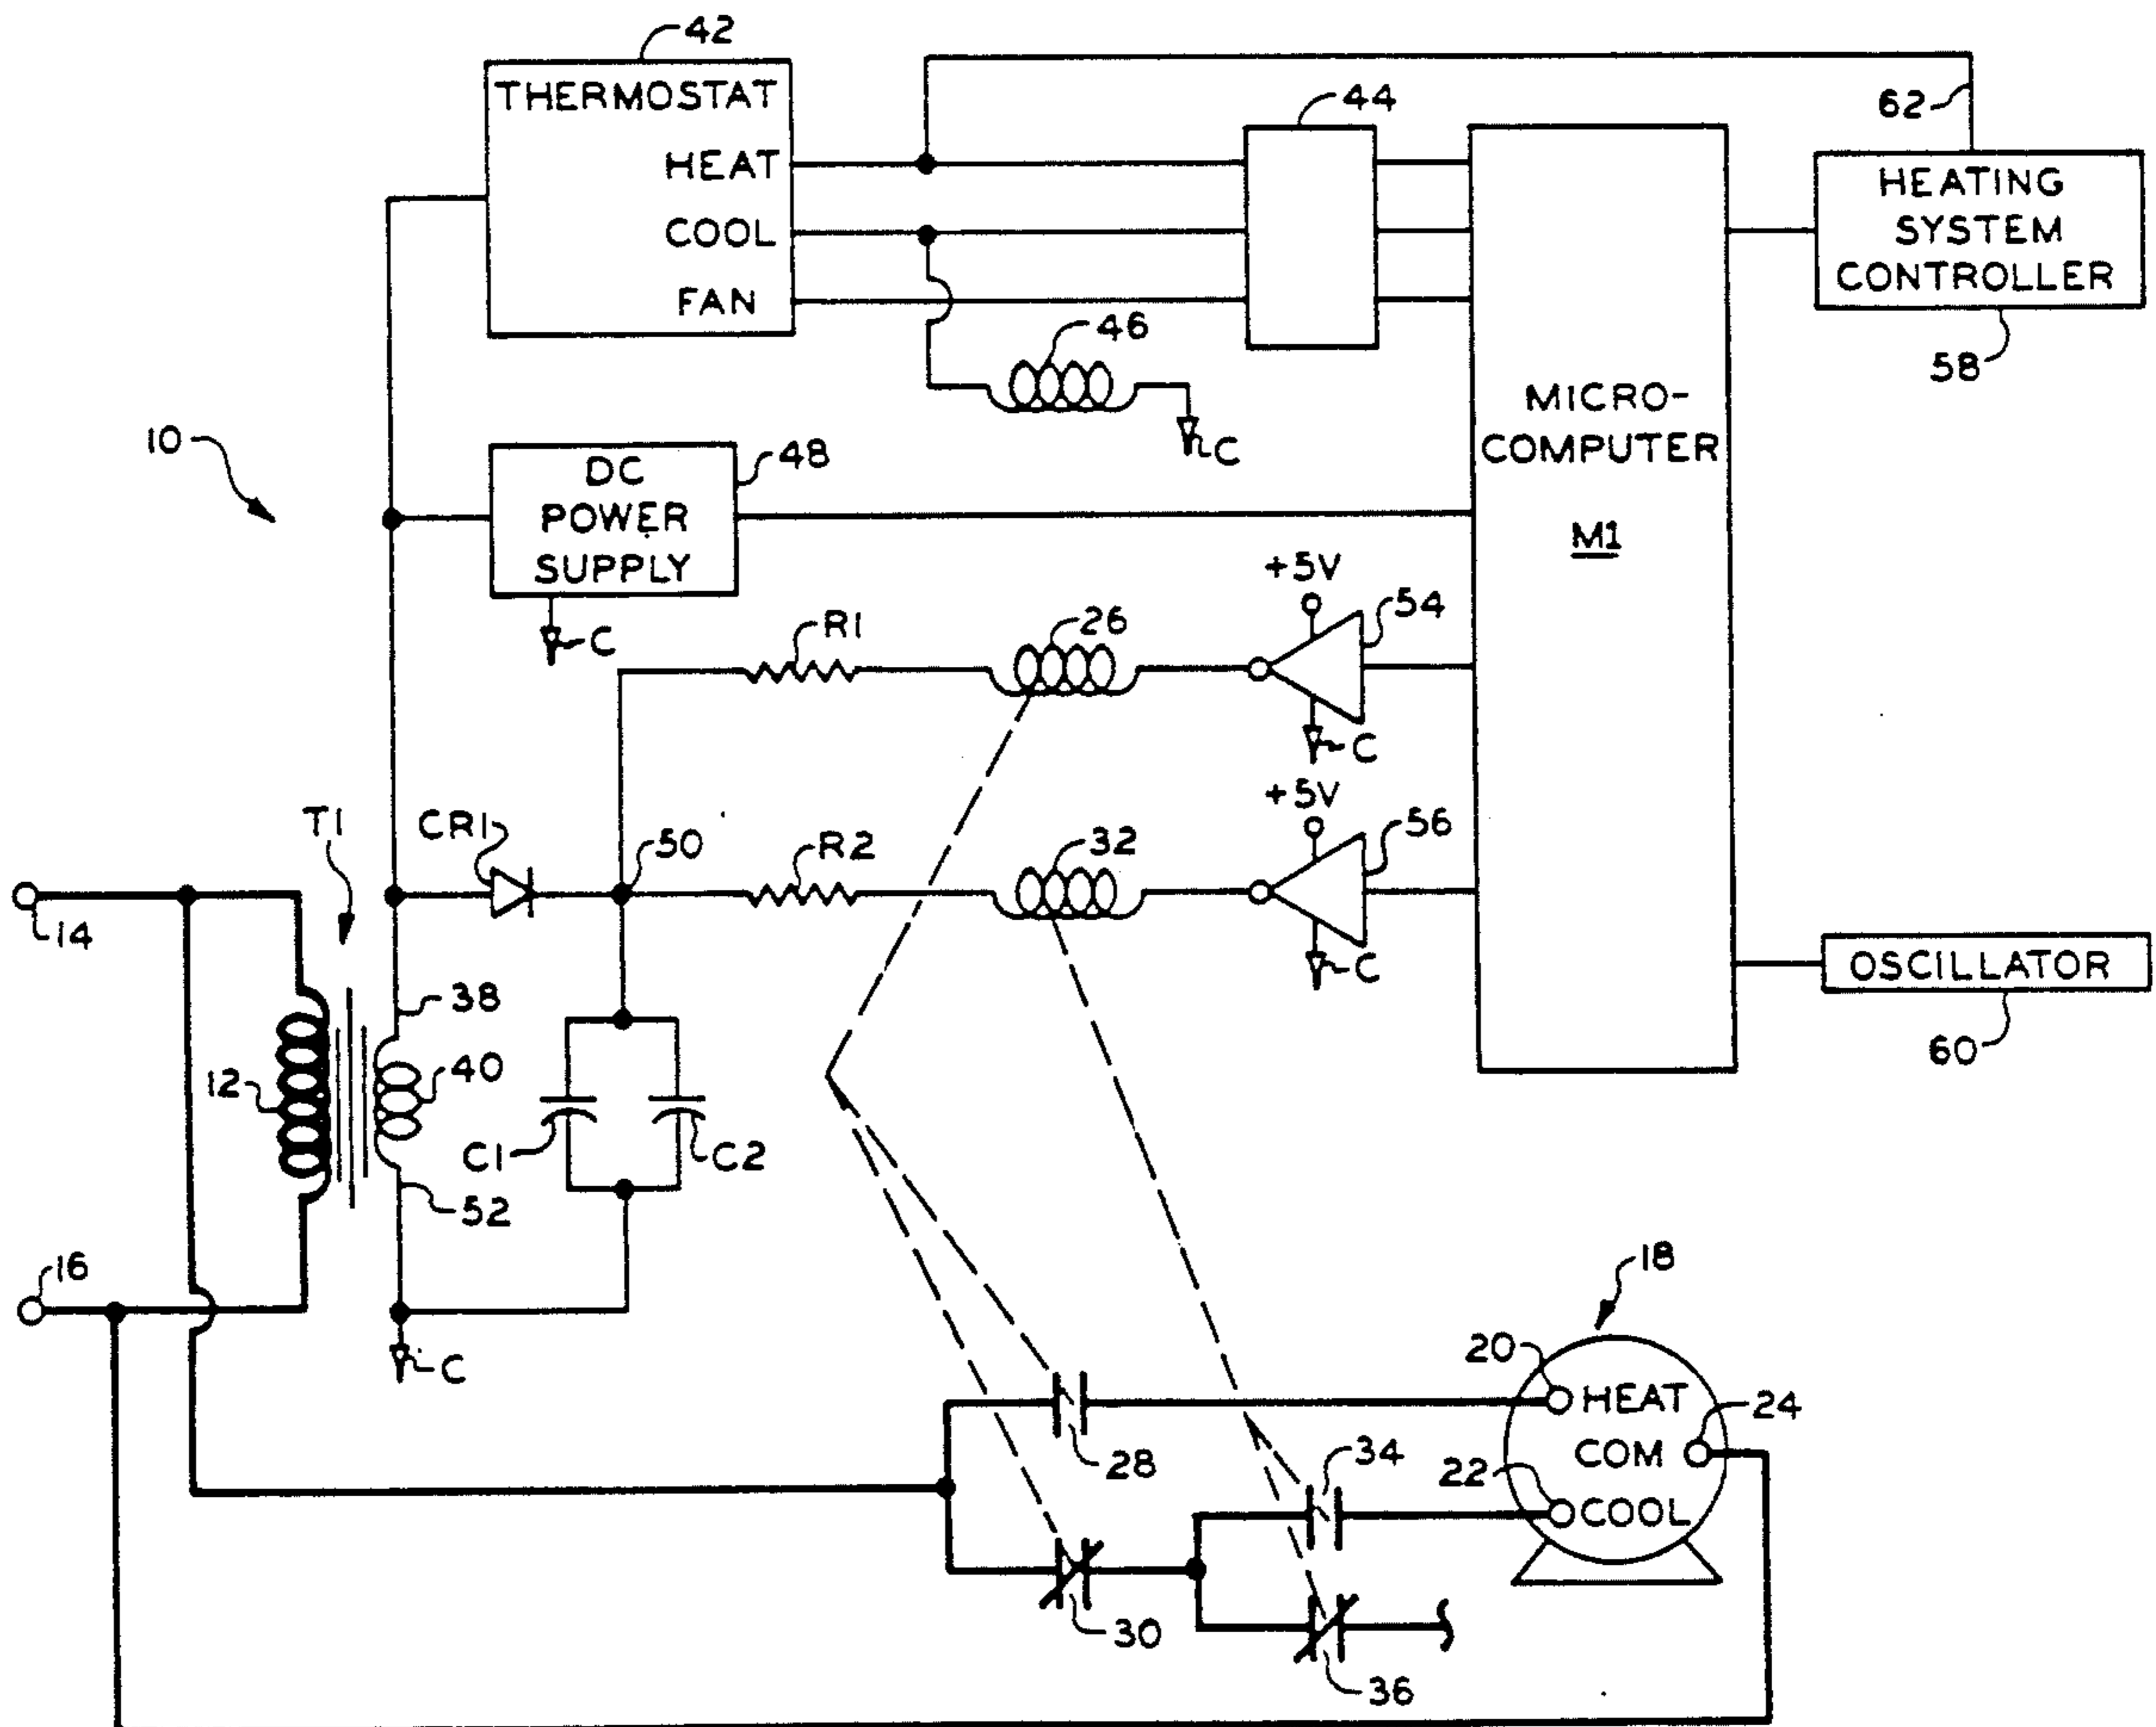 42
THERMOSTAT
HEAT
COOL
FAN
44
62
HEATING
SYSTEM
CONTROLLER
58
46
C
MICRO-
COMPUTER
M1
10
DC
POWER
SUPPLY
48
C
R1
26
+5V
54
C
T1
CR1
50
R2
32
+5V
56
C
14
OSCILLATOR
60
38
12
40
C1
C2
52
16
C
18
20
HEAT
24
COM
28
34
22
COOL
30
36